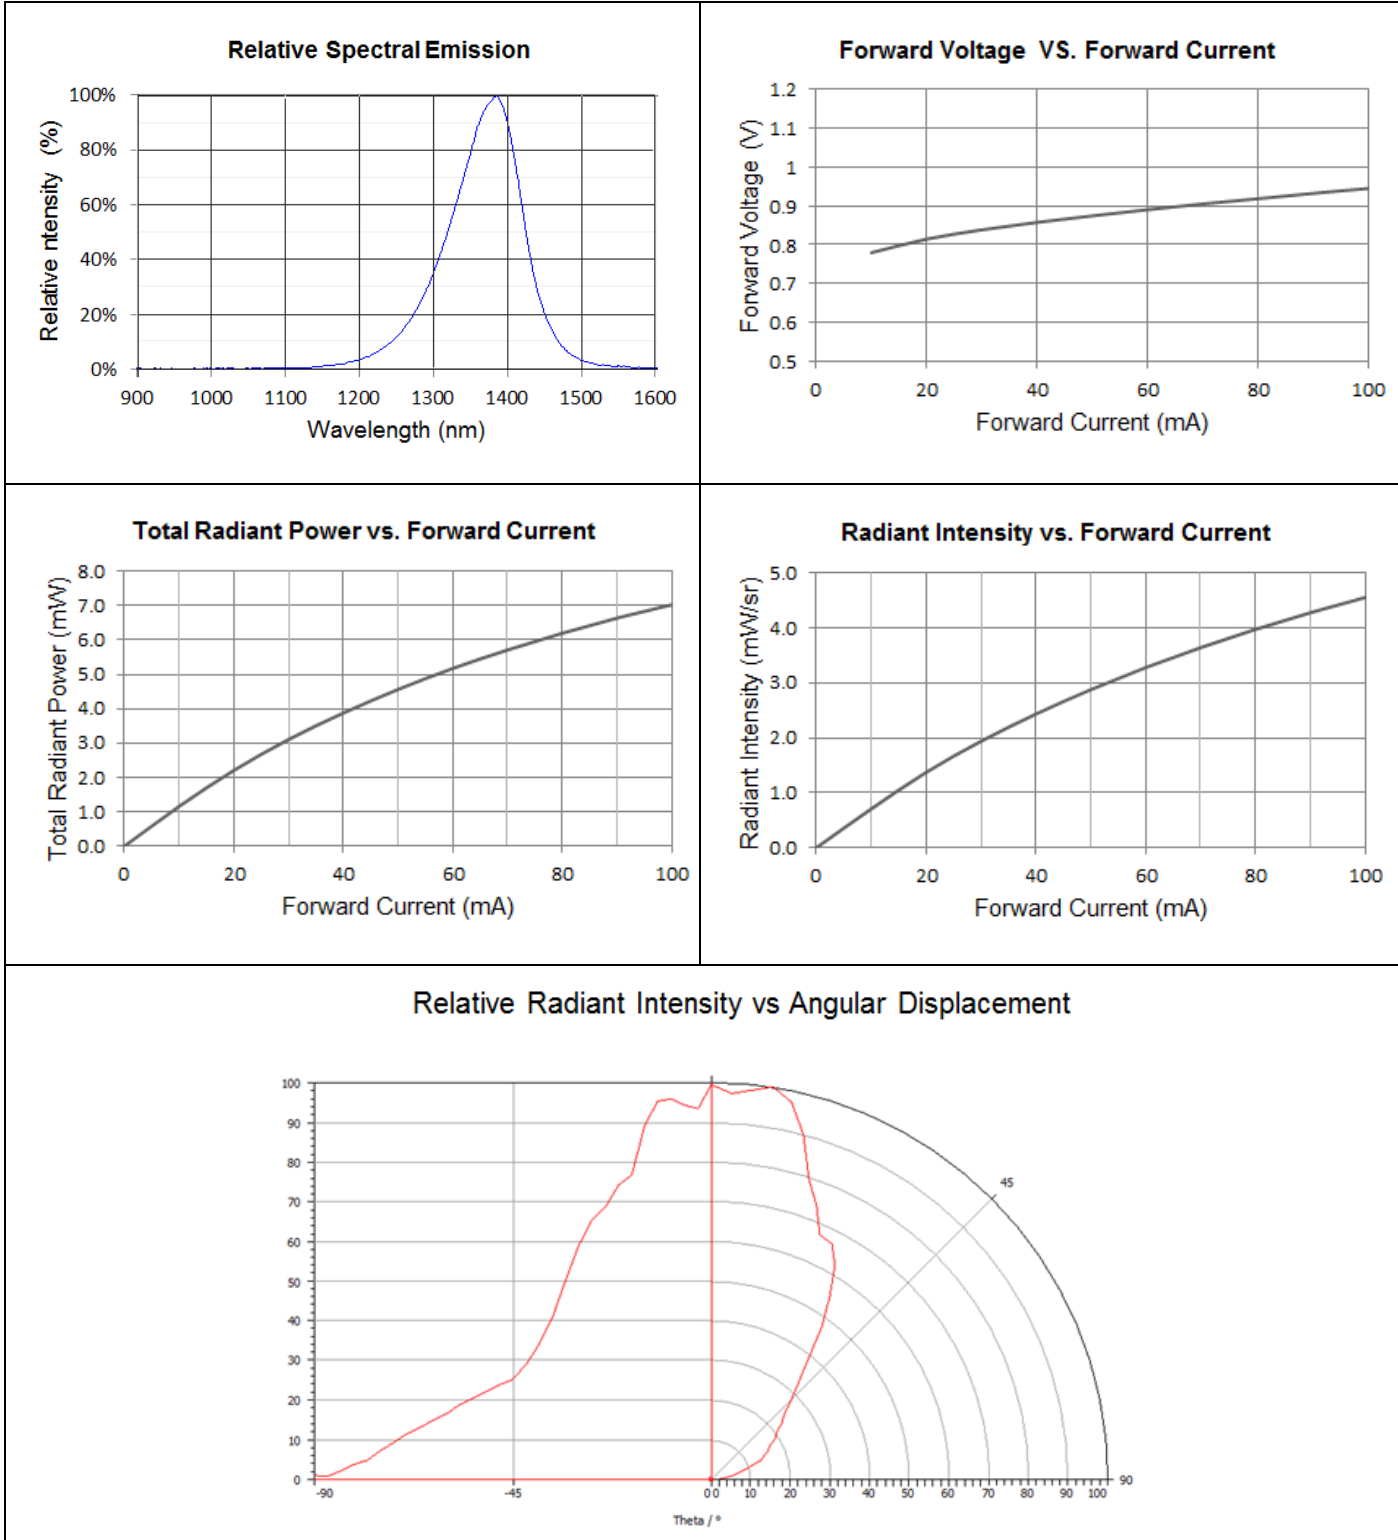 Relative Spectral Emission
Relative ntensity (%)
100%
80%
60%
40%
20%
0%
900 1000 1100 1200 1300 1400 1500 1600
Wavelength (nm)
Forward Voltage VS. Forward Current
Forward Voltage (V)
1.2
1.1
1
0.9
0.8
0.7
0.6
0.5
0 20 40 60 80 100
Forward Current (mA)
Total Radiant Power vs. Forward Current
Total Radiant Power (mW)
8.0
7.0
6.0
5.0
4.0
3.0
2.0
1.0
0.0
0 20 40 60 80 100
Forward Current (mA)
Radiant Intensity vs. Forward Current
Radiant Intensity (mW/sr)
5.0
4.0
3.0
2.0
1.0
0.0
0 20 40 60 80 100
Forward Current (mA)
Relative Radiant Intensity vs Angular Displacement
100
90
80
70
60
50
40
30
20
10
0
45
90
-90 -45 0 0 10 20 30 40 50 60 70 80 90 100
Theta / °